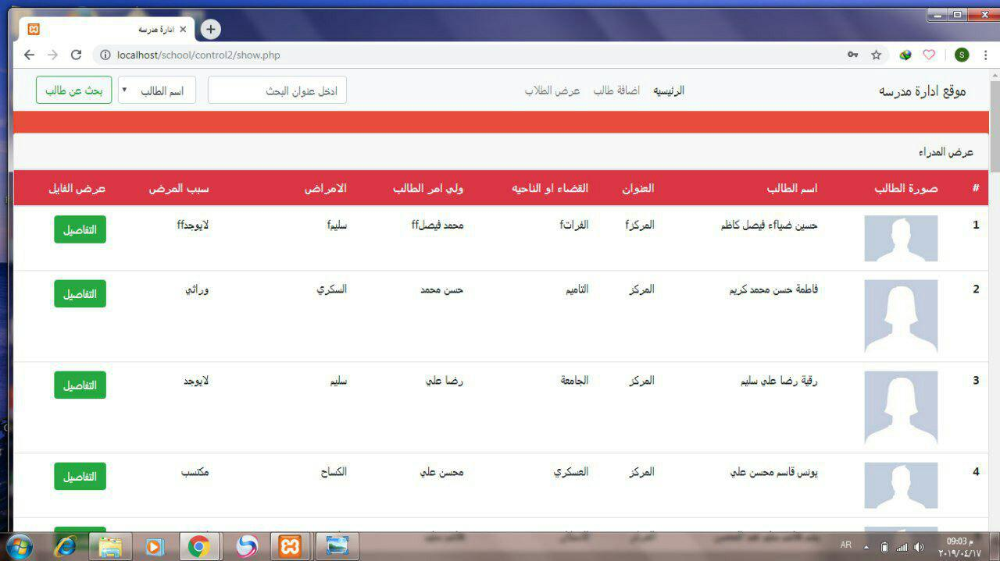 ادارة مدرسه
localhost/school/control2/show.php
S
موقع ادارة مدرسه
الرئيسيه اضافة طالب عرض الطلاب
ادخل عنوان البحث
اسم الطالب
بحث عن طالب
عرض المدراء
# صورة الطالب اسم الطالب العنوان القضاء او الناحيه ولي امر الطالب الامراض سبب المرض عرض الفايل
1 حسين ضياfاء فيصل كاظم المركزf الفراتf محمد فيصلff سليمf لايوجدff التفاصيل
2 فاطمة حسن محمد كريم المركز التاميم حسن محمد السكري وراثي التفاصيل
3 رقية رضا علي سليم المركز الجامعة رضا علي سليم لايوجد التفاصيل
4 يونس قاسم محسن علي المركز العسكري محسن علي الكساح مكتسب التفاصيل
AR
09:03 م
٢٠١٩/٠٤/١٧